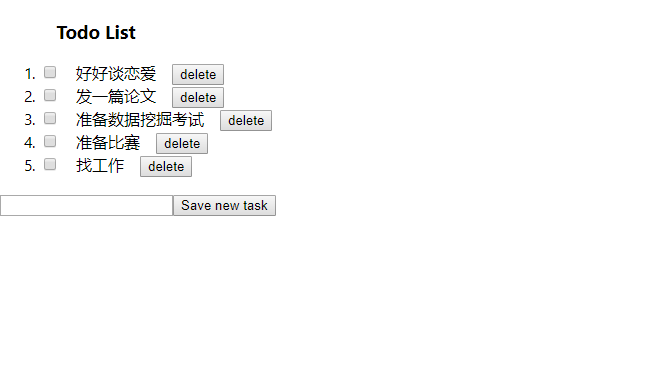 Todo List
1. 好好谈恋爱 delete
2. 发一篇论文 delete
3. 准备数据挖掘考试 delete
4. 准备比赛 delete
5. 找工作 delete
Save new task